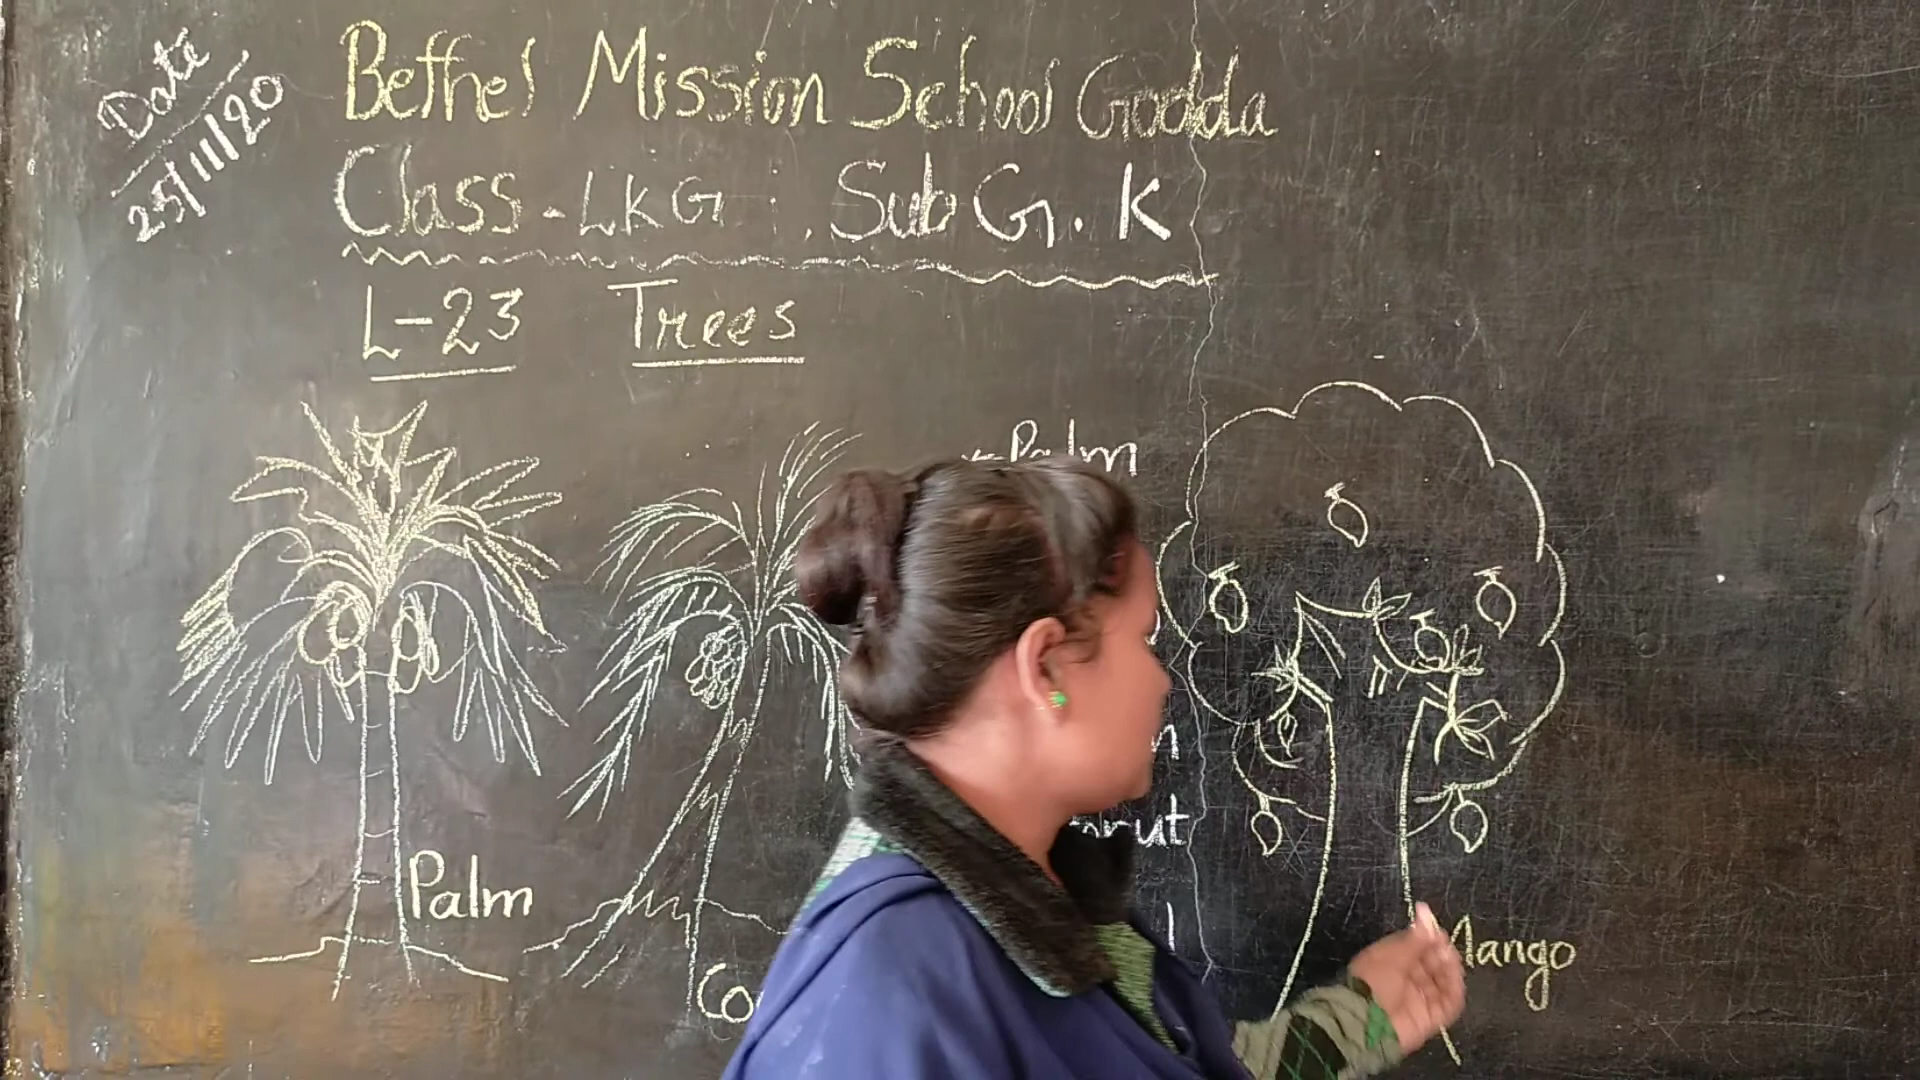 Date
25/11/20
Bethel Mission School Godda
Class - LKG : . Sub G. K
L-23 Trees
Palm
Palm
Mango